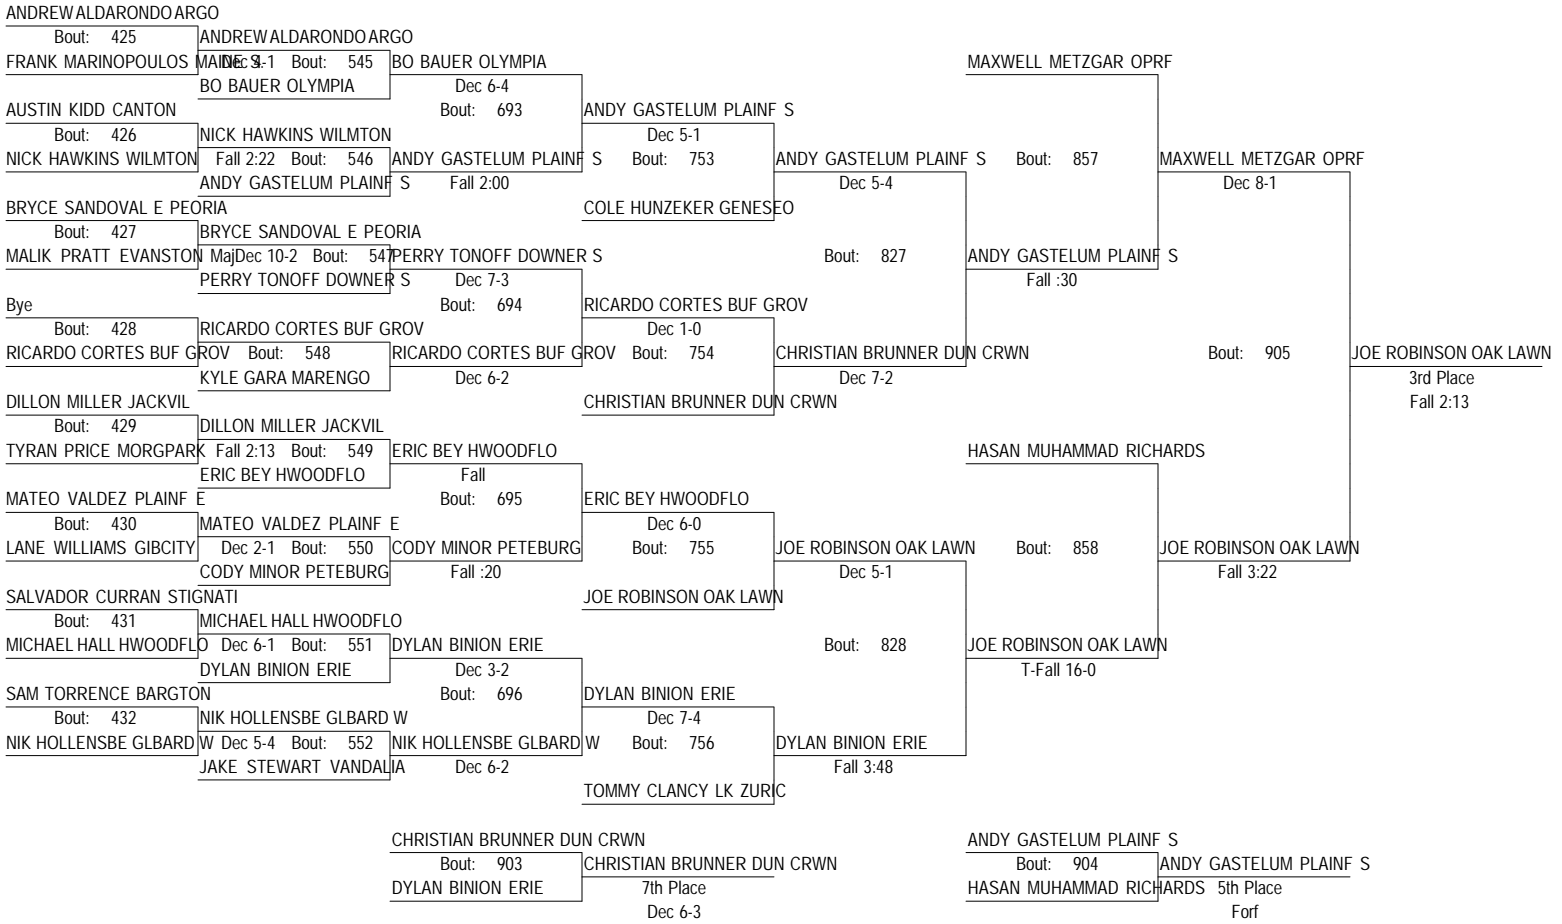 ANDREW ALDARONDO ARGO
Bout: 425 ANDREW ALDARONDO ARGO
FRANK MARINOPOULOS MAINE S Dec 4-1 Bout: 545 BO BAUER OLYMPIA MAXWELL METZGAR OPRF
BO BAUER OLYMPIA Dec 6-4
AUSTIN KIDD CANTON Bout: 693 ANDY GASTELUM PLAINF S
Bout: 426 NICK HAWKINS WILMTON Dec 5-1
NICK HAWKINS WILMTON Fall 2:22 Bout: 546 ANDY GASTELUM PLAINF S Bout: 753 ANDY GASTELUM PLAINF S Bout: 857 MAXWELL METZGAR OPRF
ANDY GASTELUM PLAINF S Fall 2:00 Dec 5-4 Dec 8-1
BRYCE SANDOVAL E PEORIA COLE HUNZEKER GENESEO
Bout: 427 BRYCE SANDOVAL E PEORIA
MALIK PRATT EVANSTON MajDec 10-2 Bout: 547 PERRY TONOFF DOWNER S Bout: 827 ANDY GASTELUM PLAINF S
PERRY TONOFF DOWNER S Dec 7-3 Fall :30
Bye Bout: 694 RICARDO CORTES BUF GROV
Bout: 428 RICARDO CORTES BUF GROV Dec 1-0
RICARDO CORTES BUF GROV Bout: 548 RICARDO CORTES BUF GROV Bout: 754 CHRISTIAN BRUNNER DUN CRWN Bout: 905 JOE ROBINSON OAK LAWN
KYLE GARA MARENGO Dec 6-2 Dec 7-2 3rd Place
DILLON MILLER JACKVIL CHRISTIAN BRUNNER DUN CRWN Fall 2:13
Bout: 429 DILLON MILLER JACKVIL
TYRAN PRICE MORGPARK Fall 2:13 Bout: 549 ERIC BEY HWOODFLO HASAN MUHAMMAD RICHARDS
ERIC BEY HWOODFLO Fall
MATEO VALDEZ PLAINF E Bout: 695 ERIC BEY HWOODFLO
Bout: 430 MATEO VALDEZ PLAINF E Dec 6-0
LANE WILLIAMS GIBCITY Dec 2-1 Bout: 550 CODY MINOR PETEBURG Bout: 755 JOE ROBINSON OAK LAWN Bout: 858 JOE ROBINSON OAK LAWN
CODY MINOR PETEBURG Fall :20 Dec 5-1 Fall 3:22
SALVADOR CURRAN STIGNATI JOE ROBINSON OAK LAWN
Bout: 431 MICHAEL HALL HWOODFLO
MICHAEL HALL HWOODFLO Dec 6-1 Bout: 551 DYLAN BINION ERIE Bout: 828 JOE ROBINSON OAK LAWN
DYLAN BINION ERIE Dec 3-2 T-Fall 16-0
SAM TORRENCE BARGTON Bout: 696 DYLAN BINION ERIE
Bout: 432 NIK HOLLENSBE GLBARD W Dec 7-4
NIK HOLLENSBE GLBARD W Dec 5-4 Bout: 552 NIK HOLLENSBE GLBARD W Bout: 756 DYLAN BINION ERIE
JAKE STEWART VANDALIA Dec 6-2 Fall 3:48
TOMMY CLANCY LK ZURIC
CHRISTIAN BRUNNER DUN CRWN ANDY GASTELUM PLAINF S
Bout: 903 CHRISTIAN BRUNNER DUN CRWN Bout: 904 ANDY GASTELUM PLAINF S
DYLAN BINION ERIE 7th Place HASAN MUHAMMAD RICHARDS 5th Place
Dec 6-3 Forf